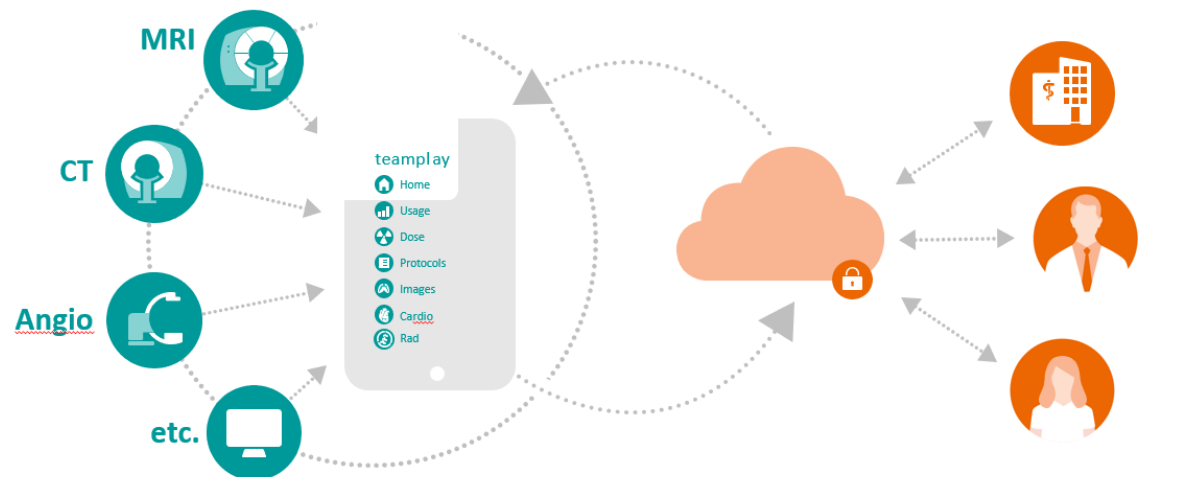 MRI
CT
Angio
etc.
teamplay
Home
Usage
Dose
Protocols
Images
Cardio
Rad